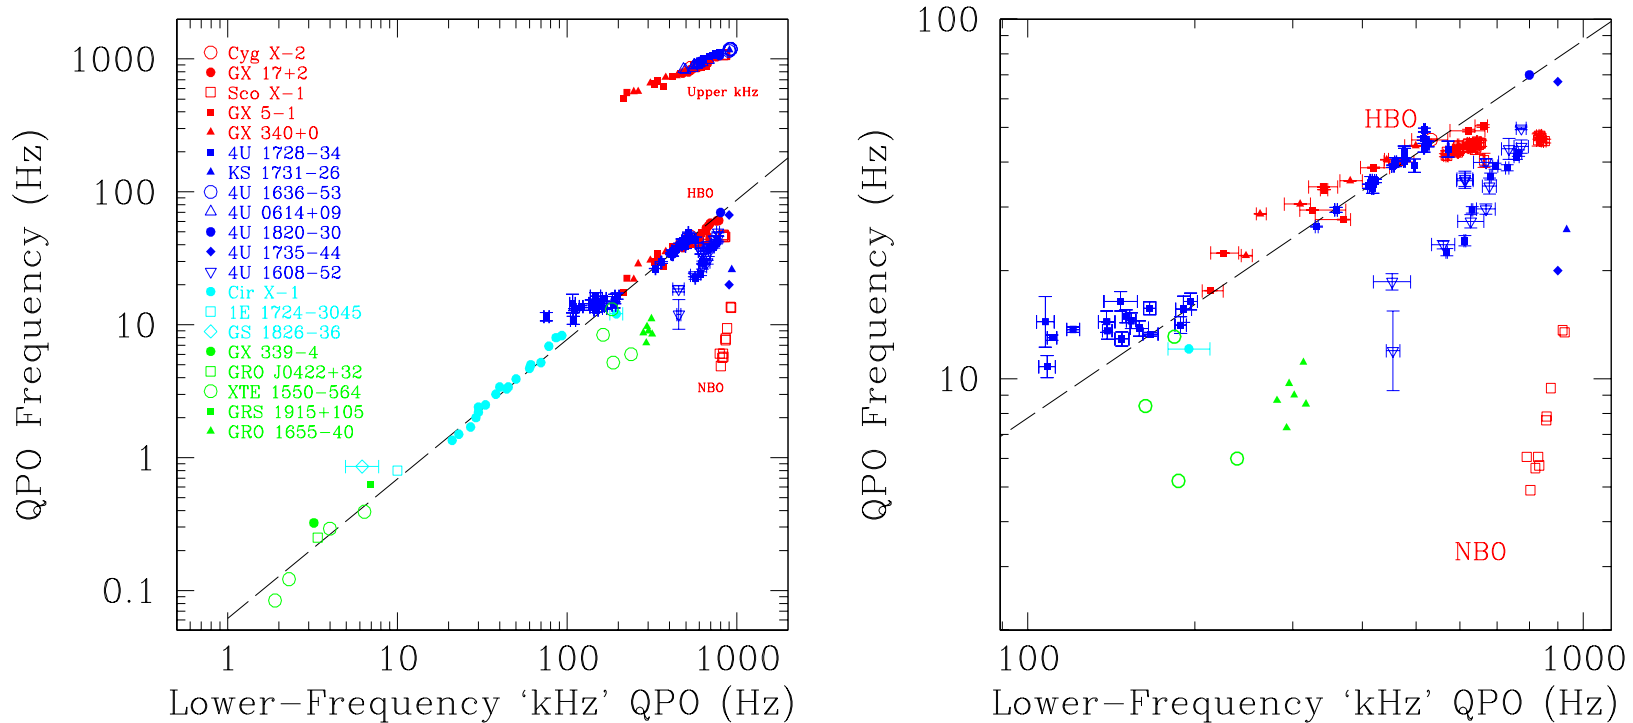 1000
100
10
1
0.1
QPO Frequency (Hz)
Cyg X-2
GX 17+2
Sco X-1
GX 5-1
GX 340+0
4U 1728-34
KS 1731-26
4U 1636-53
4U 0614+09
4U 1820-30
4U 1735-44
4U 1608-52
Cir X-1
1E 1724-3045
GS 1826-36
GX 339-4
GRO J0422+32
XTE 1550-564
GRS 1915+105
GRO 1655-40
Upper kHz
HBO
NBO
1
10
100
1000
Lower-Frequency 'kHz' QPO (Hz)
100
10
QPO Frequency (Hz)
HBO
NBO
100
1000
Lower-Frequency 'kHz' QPO (Hz)